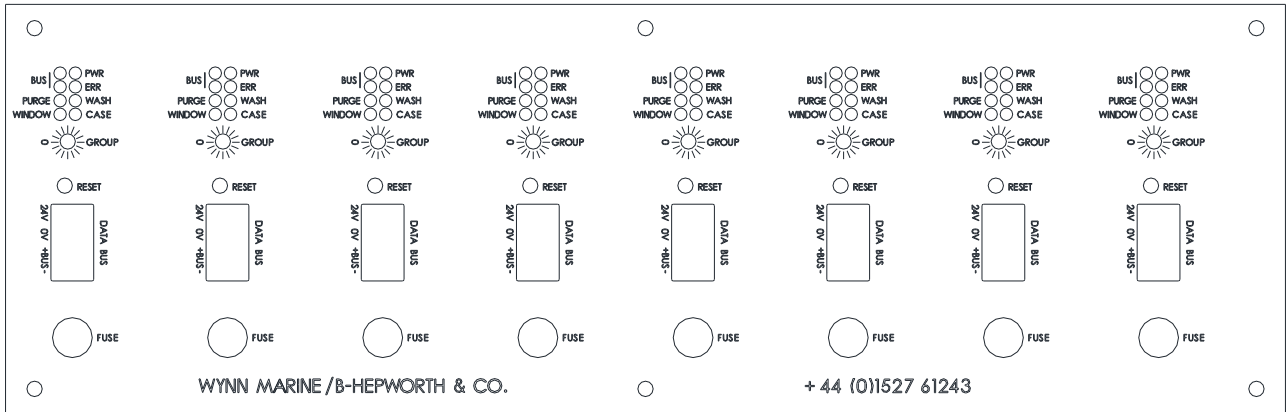 PWR PWR PWR PWR PWR PWR PWR PWR
BUS BUS BUS BUS BUS BUS BUS BUS
ERR ERR ERR ERR ERR ERR ERR ERR
PURGE WASH PURGE WASH PURGE WASH PURGE WASH PURGE WASH PURGE WASH PURGE WASH PURGE WASH
WINDOW CASE WINDOW CASE WINDOW CASE WINDOW CASE WINDOW CASE WINDOW CASE WINDOW CASE WINDOW CASE
0 GROUP 0 GROUP 0 GROUP 0 GROUP 0 GROUP 0 GROUP 0 GROUP 0 GROUP
RESET RESET RESET RESET RESET RESET RESET RESET
24V 0V +BUS- DATA BUS 24V 0V +BUS- DATA BUS 24V 0V +BUS- DATA BUS 24V 0V +BUS- DATA BUS 24V 0V +BUS- DATA BUS 24V 0V +BUS- DATA BUS 24V 0V +BUS- DATA BUS 24V 0V +BUS- DATA BUS
FUSE FUSE FUSE FUSE FUSE FUSE FUSE FUSE
WYNN MARINE/B-HEPWORTH & CO. + 44 (0)1527 61243